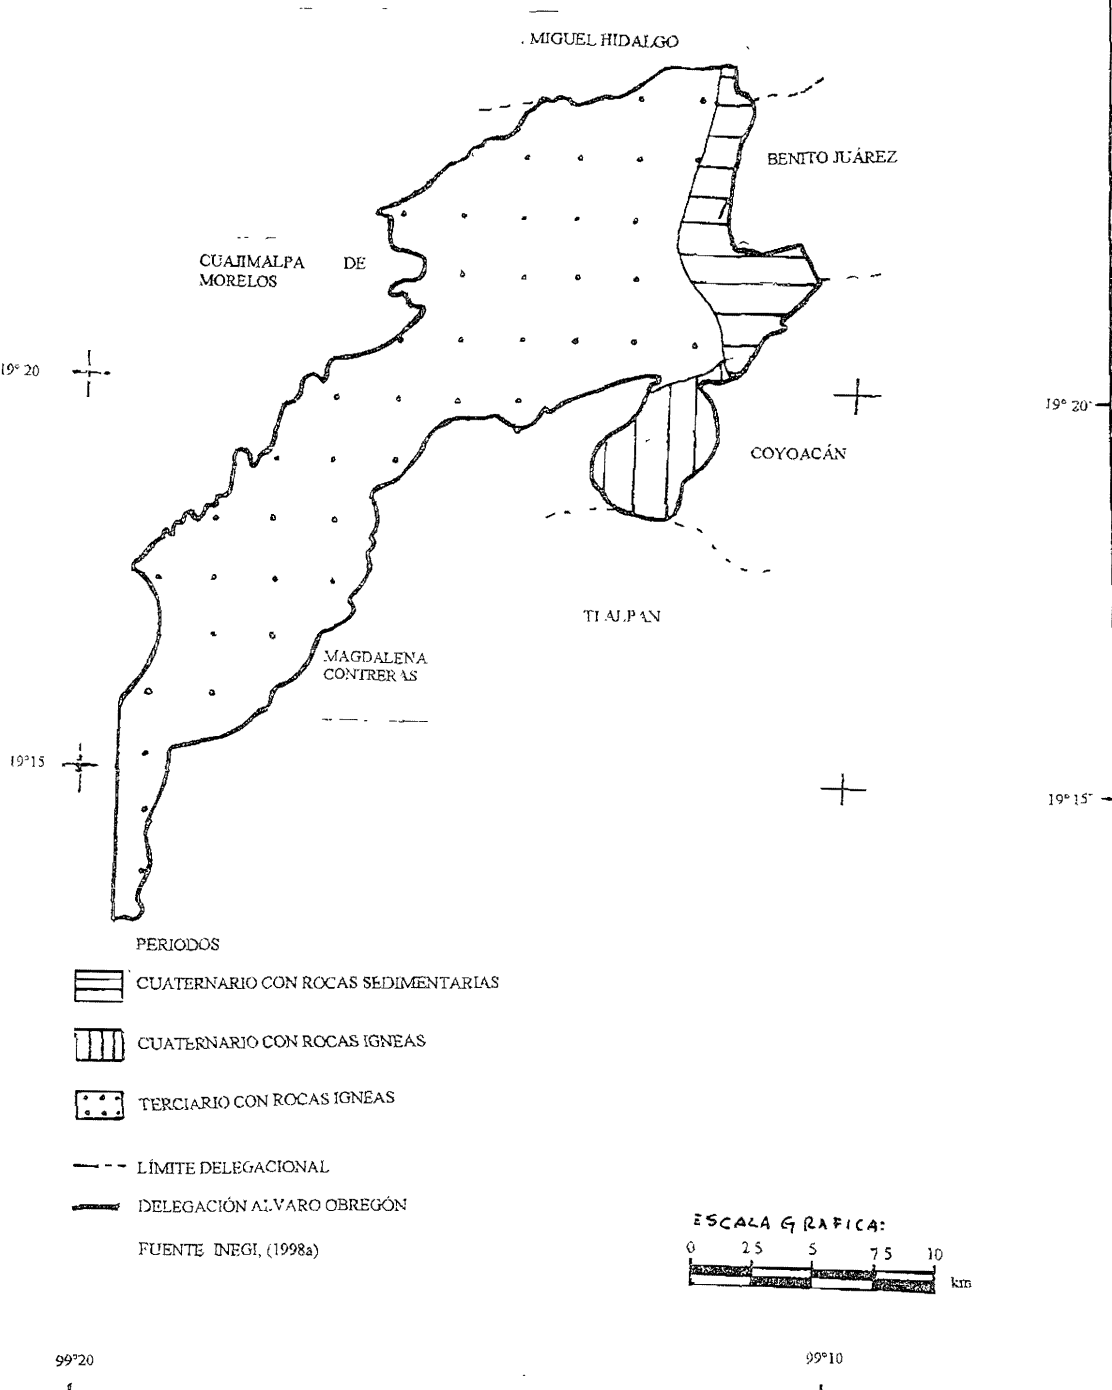 . MIGUEL HIDALGO
BENITO JUÁREZ
CUAJIMALPA DE
MORELOS
19° 20
19° 20'
COYOACÁN
TLALPAN
MAGDALENA
CONTRERAS
19°15
19° 15'
PERIODOS
CUATERNARIO CON ROCAS SEDIMENTARIAS
CUATERNARIO CON ROCAS IGNEAS
TERCIARIO CON ROCAS IGNEAS
LÍMITE DELEGACIONAL
DELEGACIÓN ALVARO OBREGÓN
FUENTE INEGI, (1998a)
ESCALA GRAFICA:
0 2 5 5 7 5 10
km
99°20
99°10